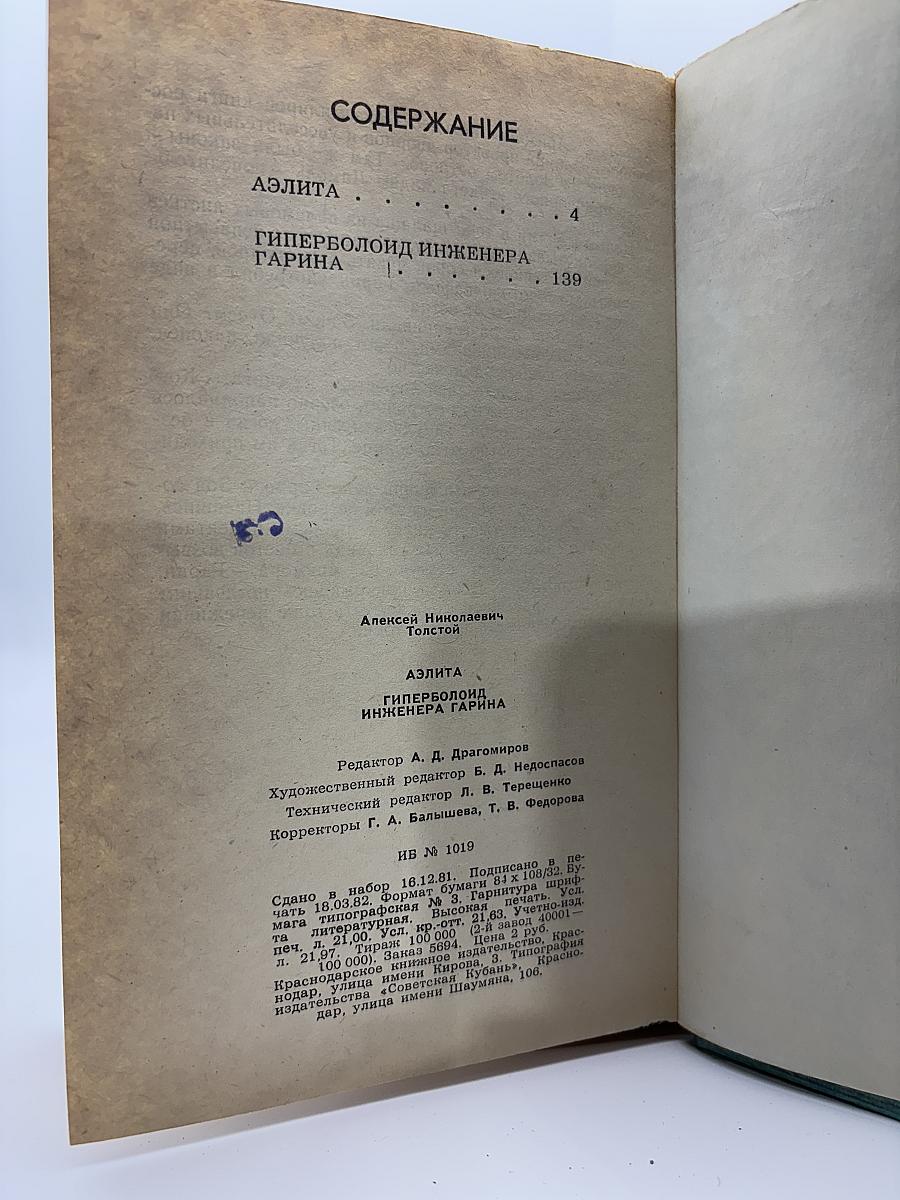 СОДЕРЖАНИЕ
АЭЛИТА . . . . . . . . 4
ГИПЕРБОЛОИД ИНЖЕНЕРА
ГАРИНА . . . . . . 139
Алексей Николаевич
Толстой
АЭЛИТА
ГИПЕРБОЛОИД
ИНЖЕНЕРА ГАРИНА
Редактор А. Д. Драгомиров
Художественный редактор Б. Д. Недоспасов
Технический редактор Л. В. Терещенко
Корректоры Г. А. Балышева, Т. В. Федорова
ИБ № 1019
Сдано в набор 16.12.81. Подписано в пе-
чать 18.03.82. Формат бумаги 84 х 108/32. Бу-
мага типографская № 3. Гарнитура шриф-
та литературная. Высокая печать. Усл.
печ. л. 21,00. Усл. кр.-отт. 21,63. Учетно-изд.
л. 21,97. Тираж 100 000 (2-й завод 40001—
100 000). Заказ 5694. Цена 2 руб.
Краснодарское книжное издательство, Крас-
нодар, улица имени Кирова, 3. Типография
издательства «Советская Кубань», Красно-
дар, улица имени Шаумяна, 106.